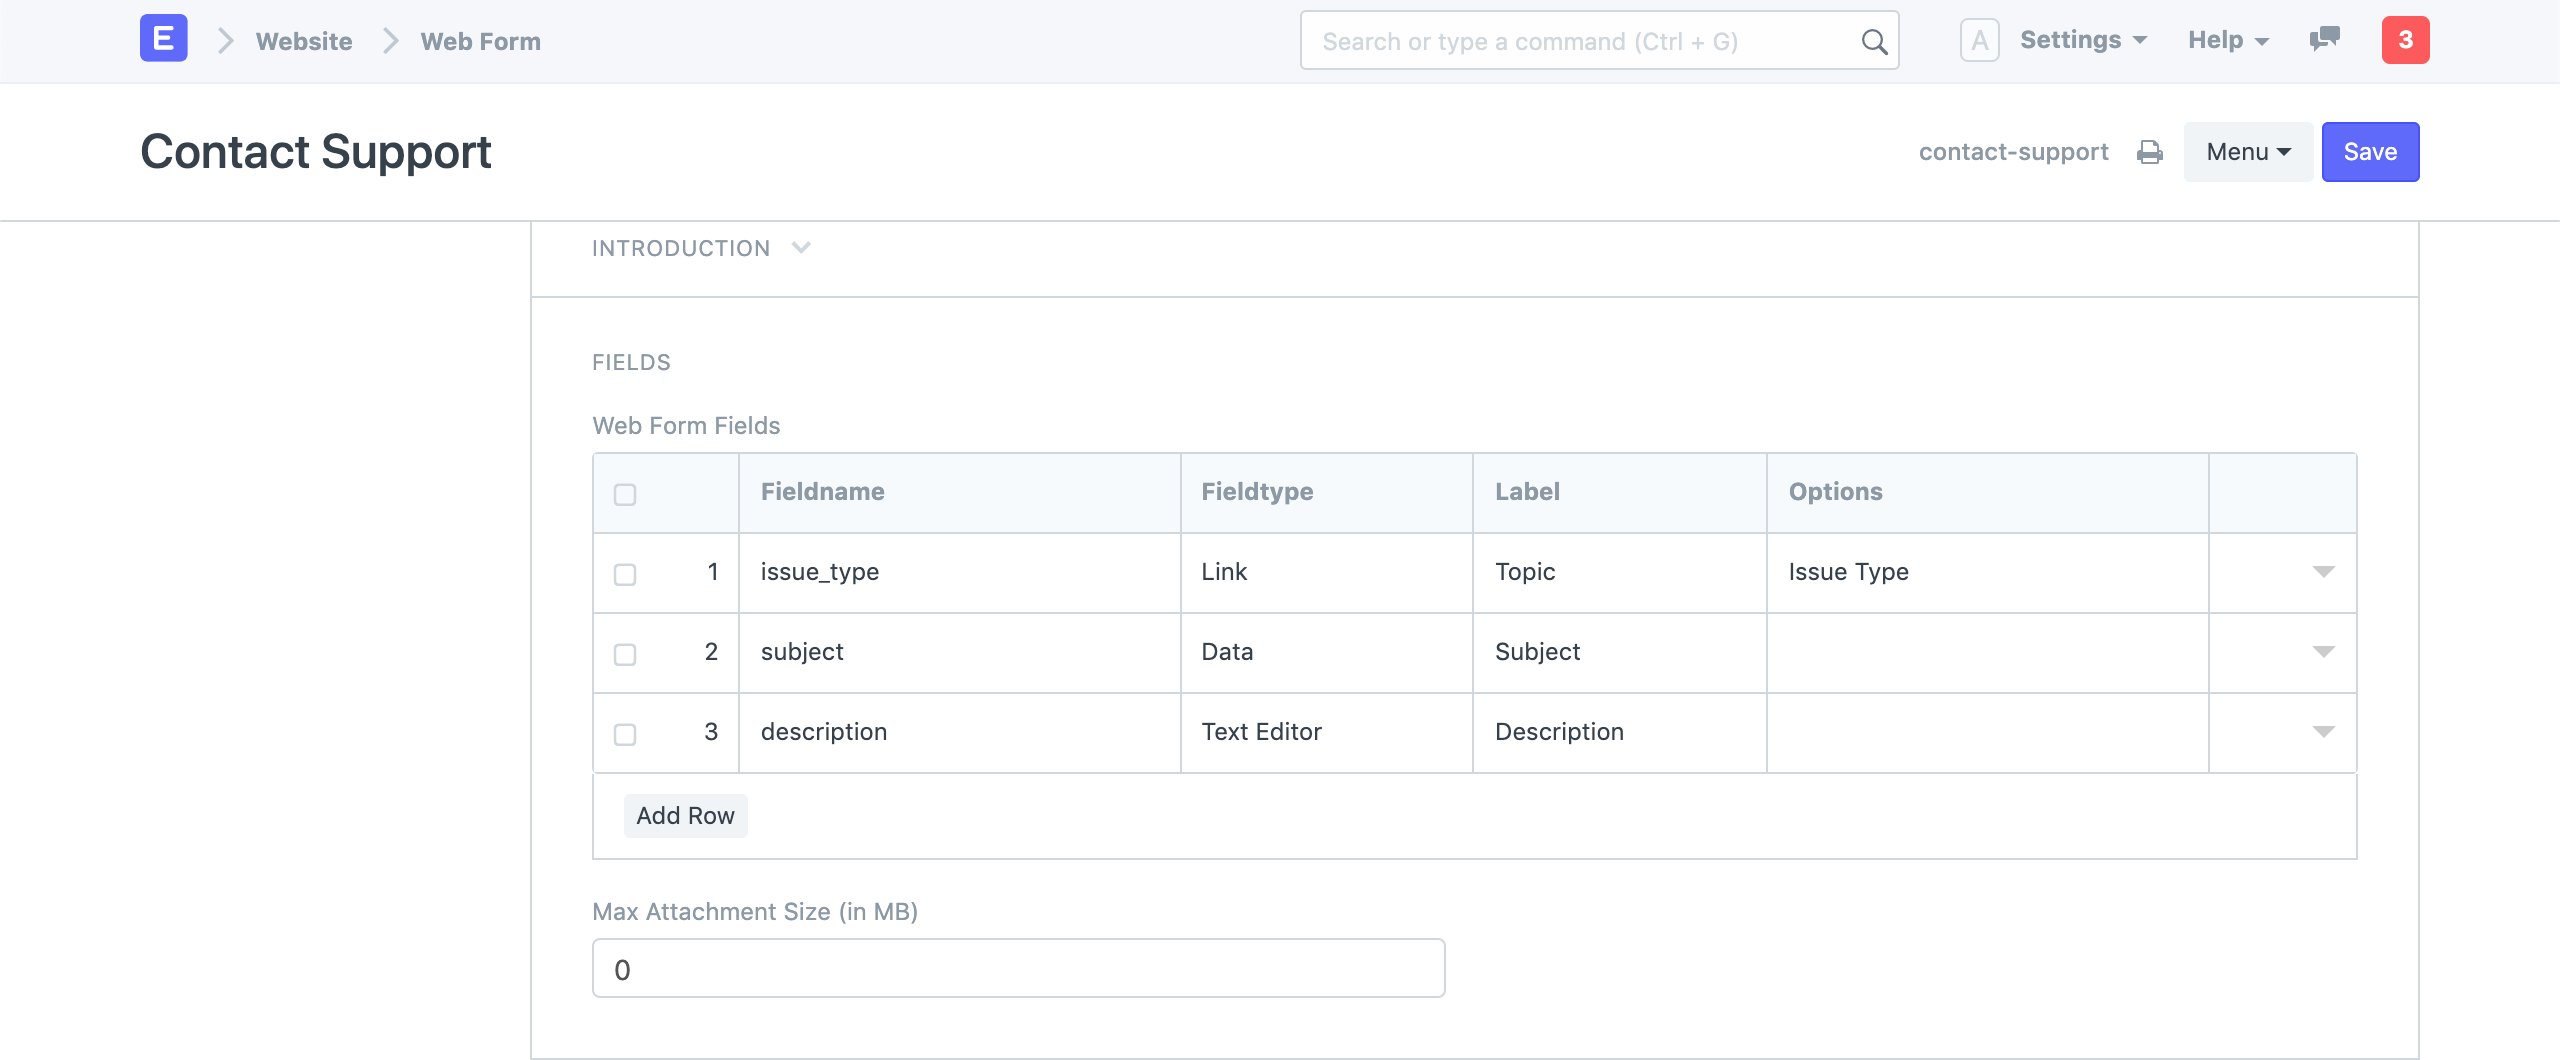 E Website Web Form Search or type a command (Ctrl + G) A Settings Help 3
Contact Support contact-support Menu Save
INTRODUCTION
FIELDS
Web Form Fields
Fieldname Fieldtype Label Options
1 issue_type Link Topic Issue Type
2 subject Data Subject
3 description Text Editor Description
Add Row
Max Attachment Size (in MB)
0